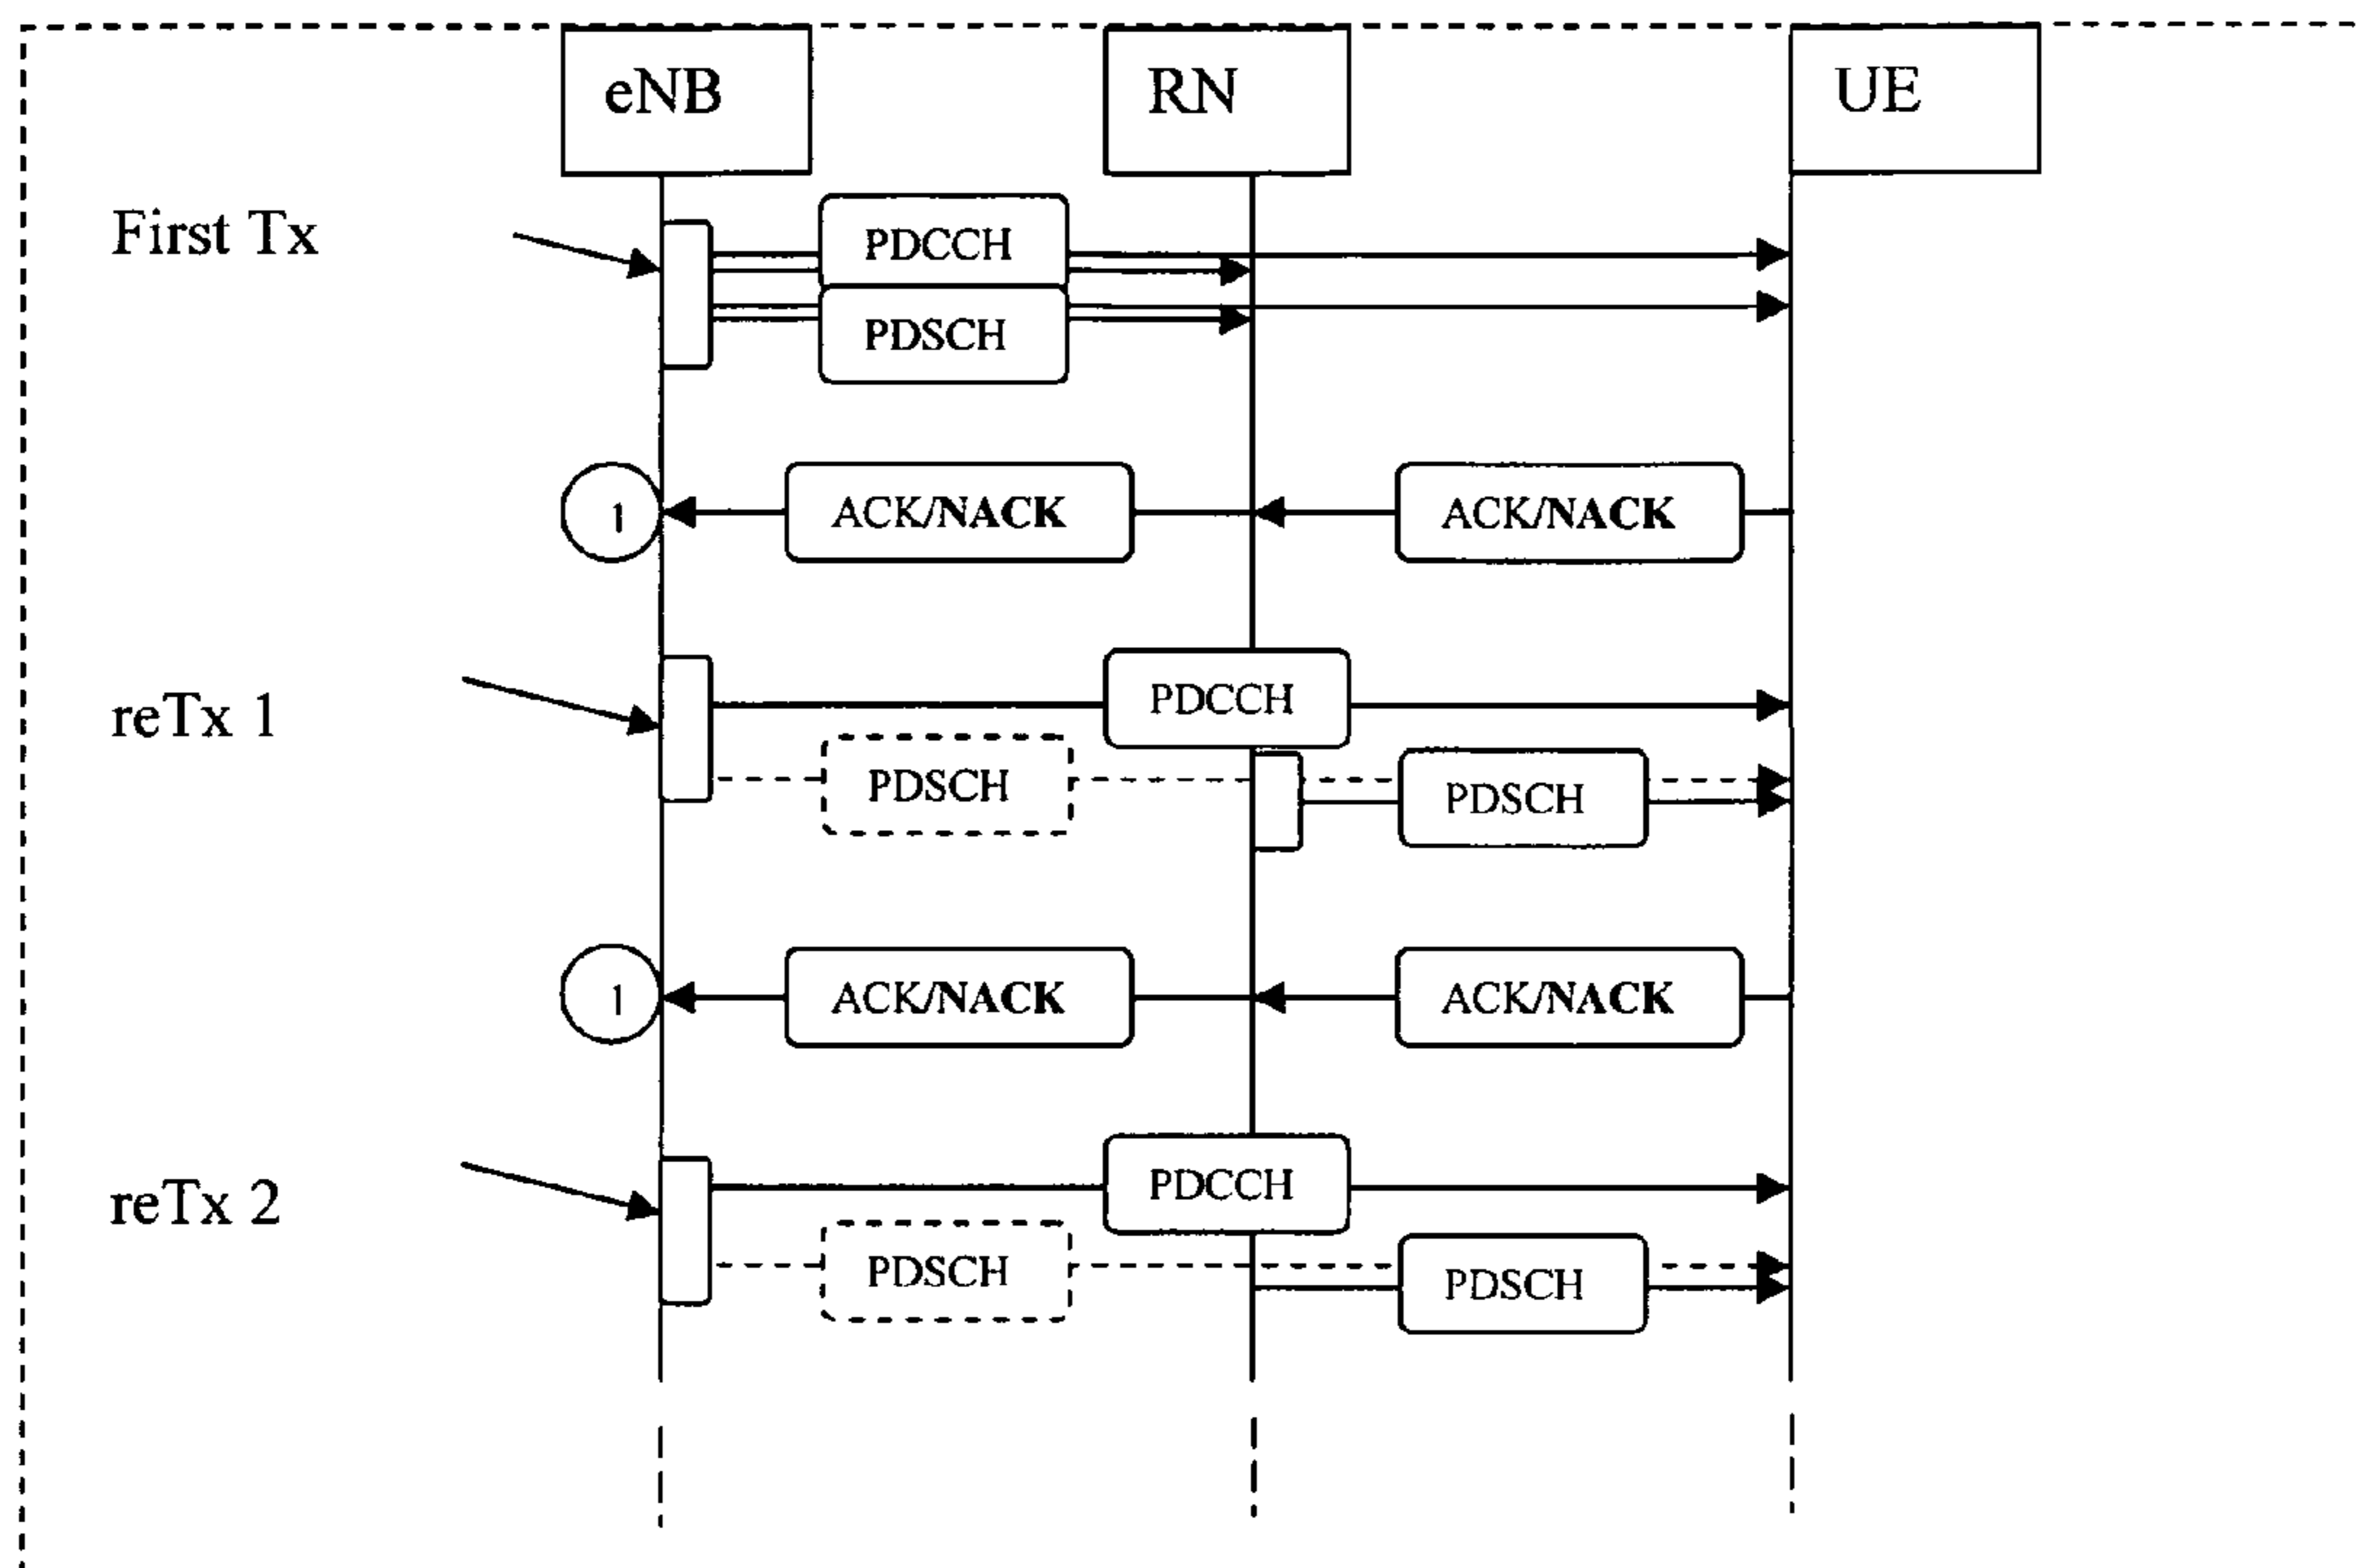 eNB
RN
UE
First Tx
PDCCH
PDSCH
1
ACK/NACK
ACK/NACK
reTx 1
PDCCH
PDSCH
PDSCH
1
ACK/NACK
ACK/NACK
reTx 2
PDCCH
PDSCH
PDSCH